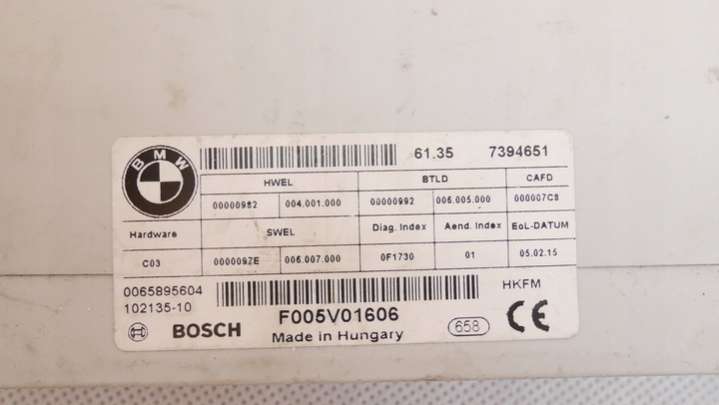 BMW
61.35 7394651
HWEL BTLD CAFD
00000982 004.001.000 00000992 006.005.000 000007C8
Hardware SWEL Diag. Index Aend. Index EoL-DATUM
C03 0000097E 006.007.000 0F1730 01 05.02.15
0065895604 HKFM
102135-10
BOSCH F005V01606 658 CE
Made in Hungary